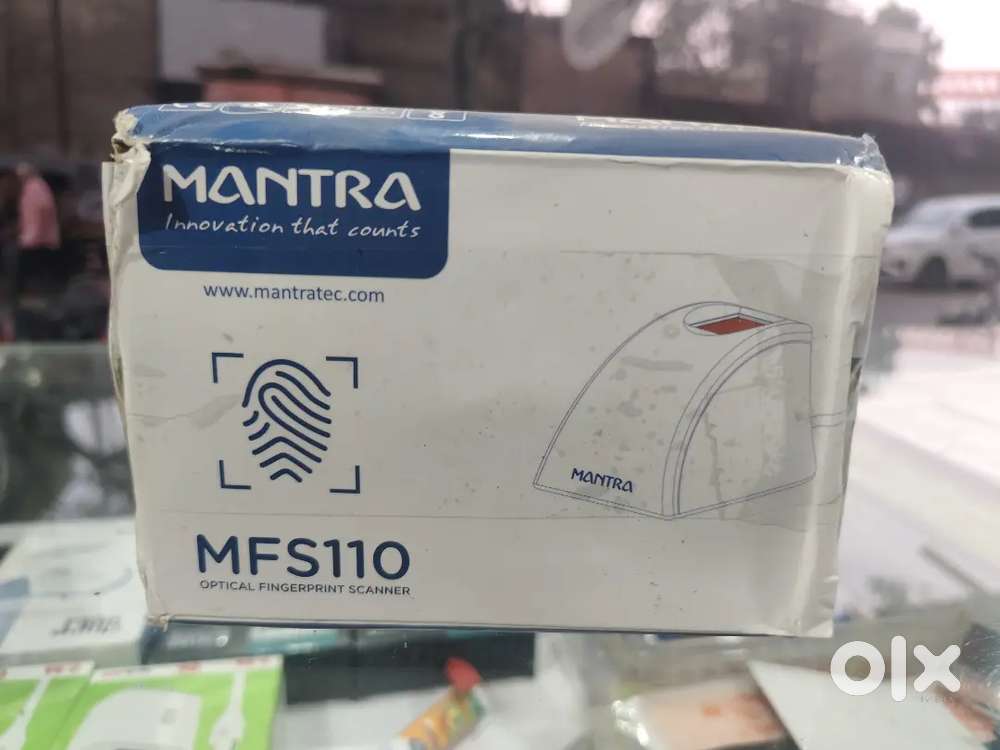 MANTRA
Innovation that counts
www.mantratec.com
MANTRA
MFS110
OPTICAL FINGERPRINT SCANNER
olx